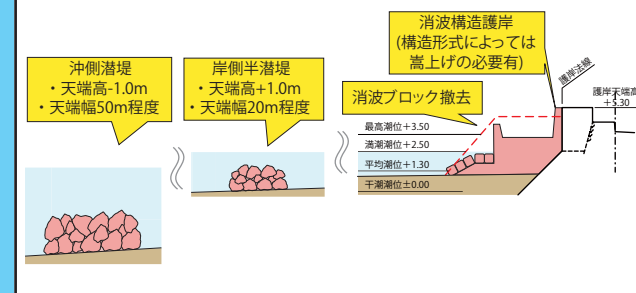 沖側潜堤
・天端高-1.0m
・天端幅50m程度
岸側半潜堤
・天端高+1.0m
・天端幅20m程度
消波構造護岸
(構造形式によっては
嵩上げの必要有)
消波ブロック撤去
護岸法線
護岸天端高
+5.30
最高潮位+3.50
満潮潮位+2.50
平均潮位+1.30
干潮潮位±0.00